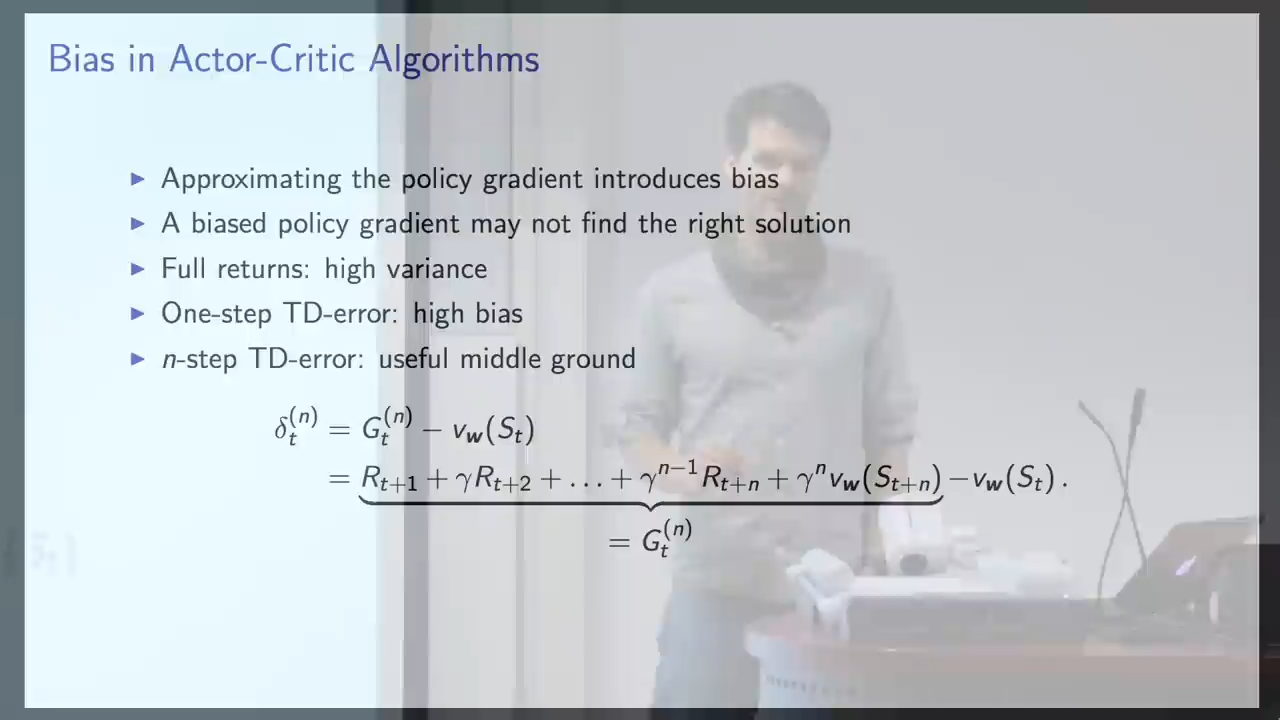 Bias in Actor-Critic Algorithms
▶ Approximating the policy gradient introduces bias
▶ A biased policy gradient may not find the right solution
▶ Full returns: high variance
▶ One-step TD-error: high bias
▶ n-step TD-error: useful middle ground
δ_t^{(n)} = G_t^{(n)} − v_w(S_t)
= R_{t+1} + γR_{t+2} + … + γ^{n−1}R_{t+n} + γ^n v_w(S_{t+n}) − v_w(S_t) .
= G_t^{(n)}